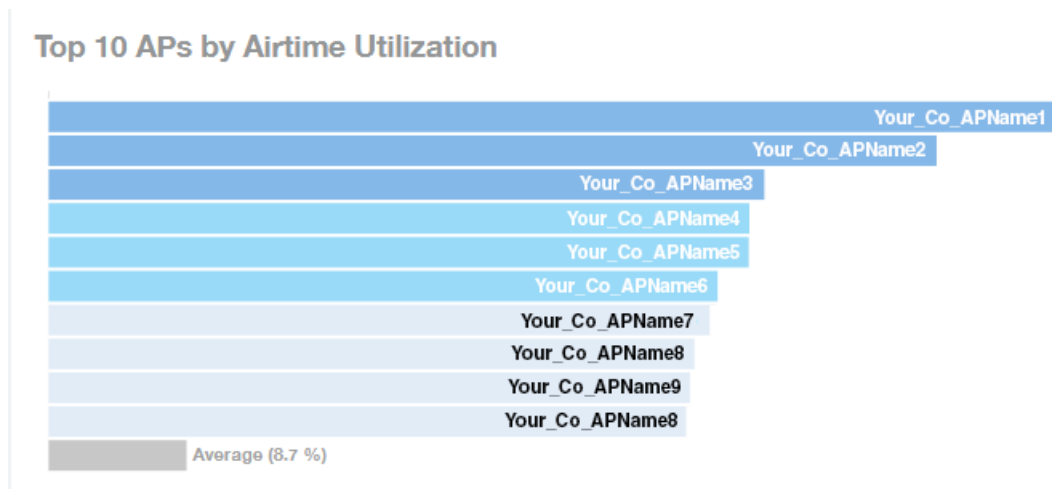 Top 10 APs by Airtime Utilization
Your_Co_APName1
Your_Co_APName2
Your_Co_APName3
Your_Co_APName4
Your_Co_APName5
Your_Co_APName6
Your_Co_APName7
Your_Co_APName8
Your_Co_APName9
Your_Co_APName8
Average (8.7 %)